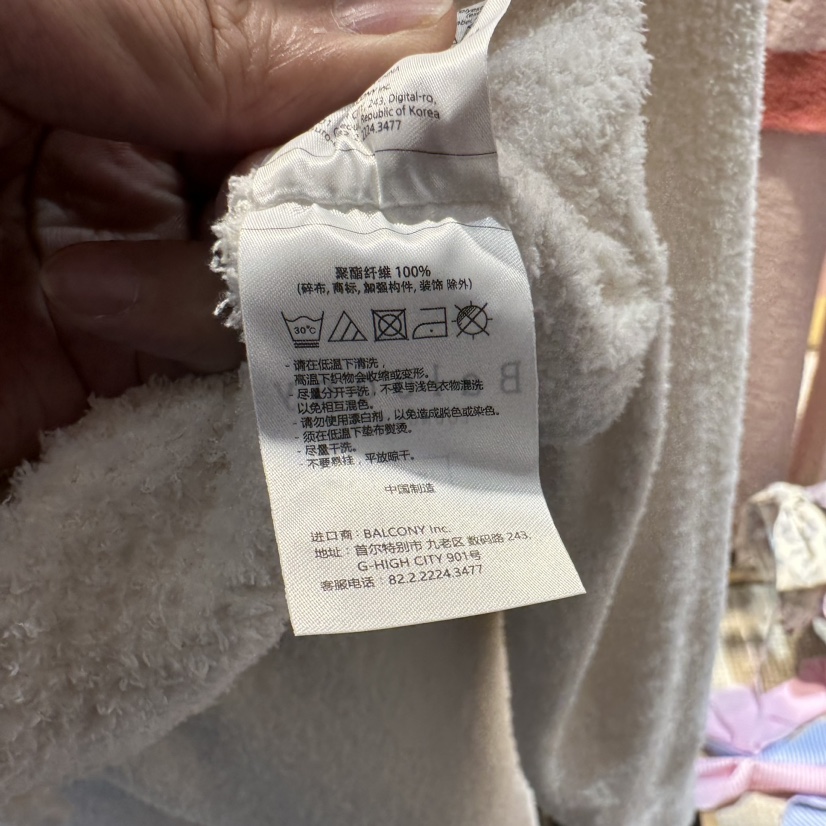 243, Digital-ro,
Republic of Korea
224.3477
聚酯纤维 100%
(碎布, 商标, 加强构件, 装饰 除外)
30℃
- 请在低温下清洗,
高温下织物会收缩或变形。
- 尽量分开手洗, 不要与浅色衣物混洗
以免相互混色。
- 请勿使用漂白剂, 以免造成脱色或染色。
- 须在低温下垫布熨烫。
- 尽量干洗。
- 不要悬挂, 平放晾干。
中国制造
进口商: BALCONY Inc.
地址: 首尔特别市 九老区 数码路 243,
G-HIGH CITY 901号
客服电话: 82.2.2224.3477